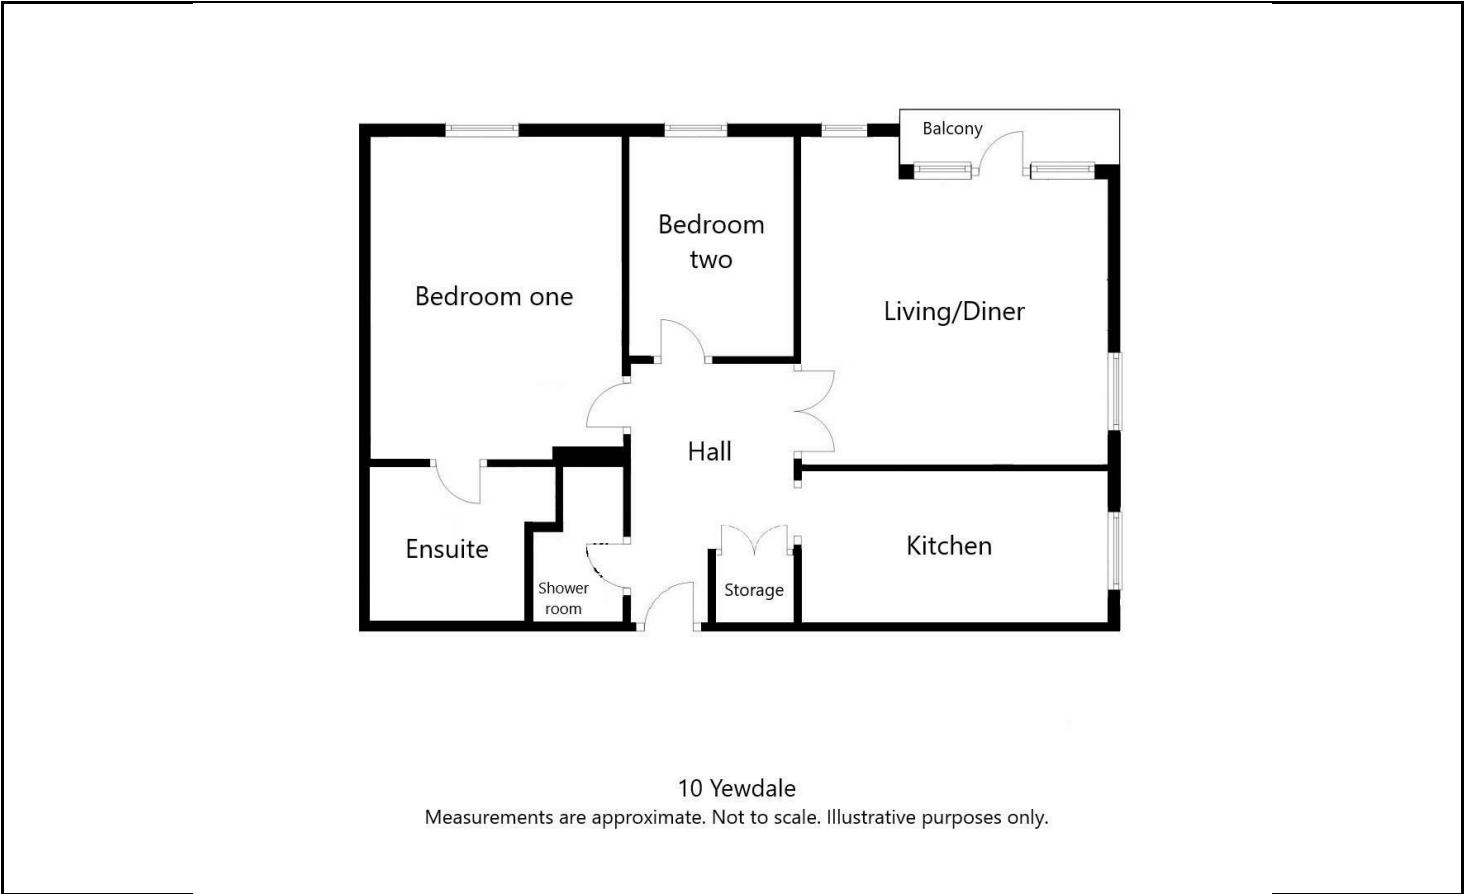 Balcony
Bedroom
two
Bedroom one
Living/Diner
Hall
Ensuite
Kitchen
Shower
room
Storage
10 Yewdale
Measurements are approximate. Not to scale. Illustrative purposes only.